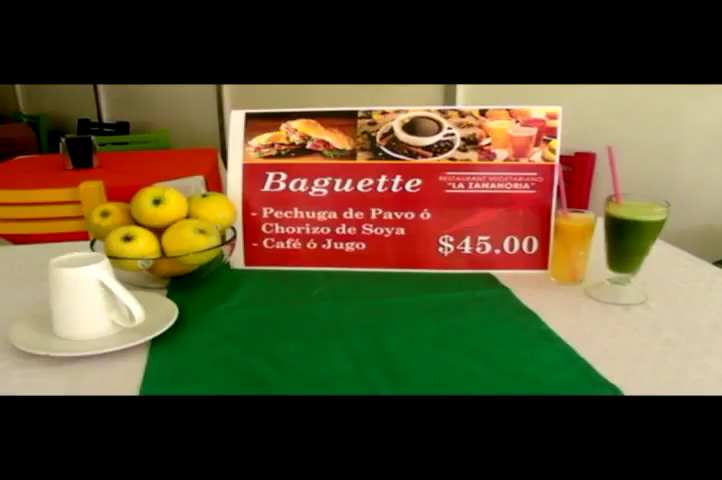 Baguette
RESTAURANT VEGETARIANO
"LA ZANAHORIA"
- Pechuga de Pavo ó
Chorizo de Soya
- Café ó Jugo
$45.00